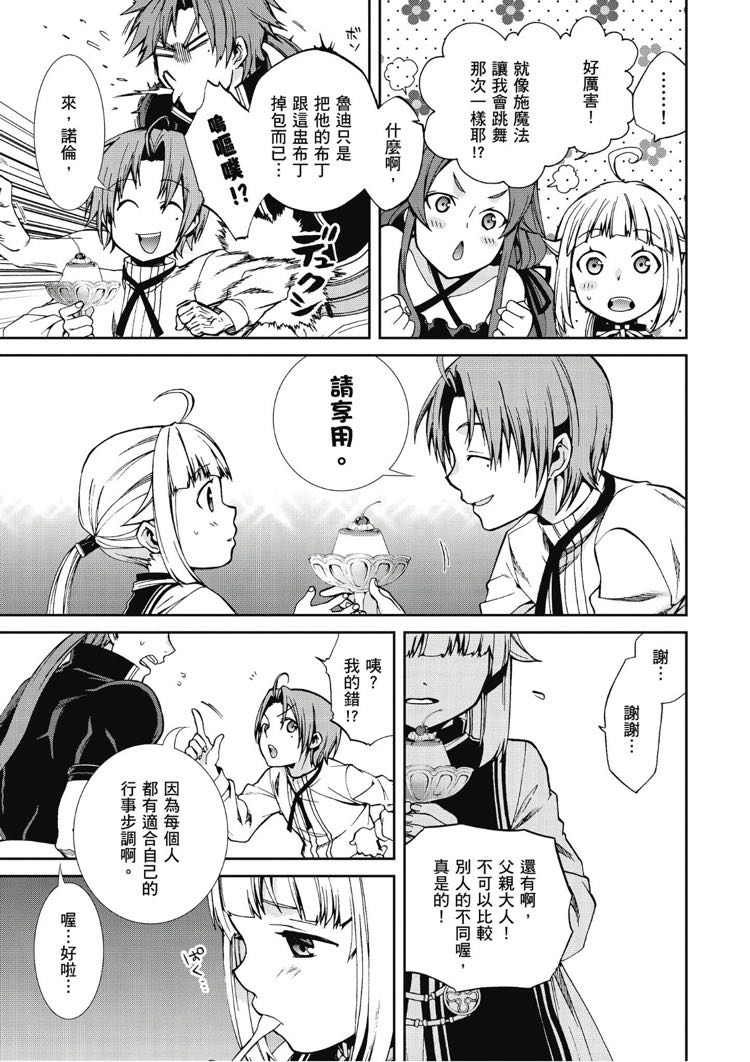 ⋯⋯！
好厲害！
就像施魔法
讓我會跳舞
那次一樣耶!?
什麼啊，
魯迪只是
把他的布丁
跟這盅布丁
掉包而已⋯
嗚嘔噗!?
ボン
デュクシ
來，諾倫，
請享用。
謝⋯
謝謝⋯
還有啊，
父親大人！
不可以比較
別人的不同喔，
真是的！
咦？
我的錯!?
因為每個人
都有適合自己的
行事步調啊。
喔⋯好啦⋯